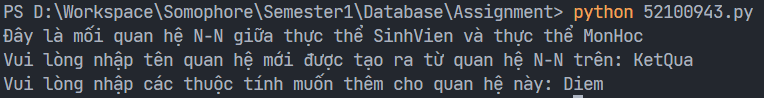 PS D:\Workspace\Somophore\Semester1\Database\Assignment> python 52100943.py
Đây là mối quan hệ N-N giữa thực thể SinhVien và thực thể MonHoc
Vui lòng nhập tên quan hệ mới được tạo ra từ quan hệ N-N trên: KetQua
Vui lòng nhập các thuộc tính muốn thêm cho quan hệ này: Diem